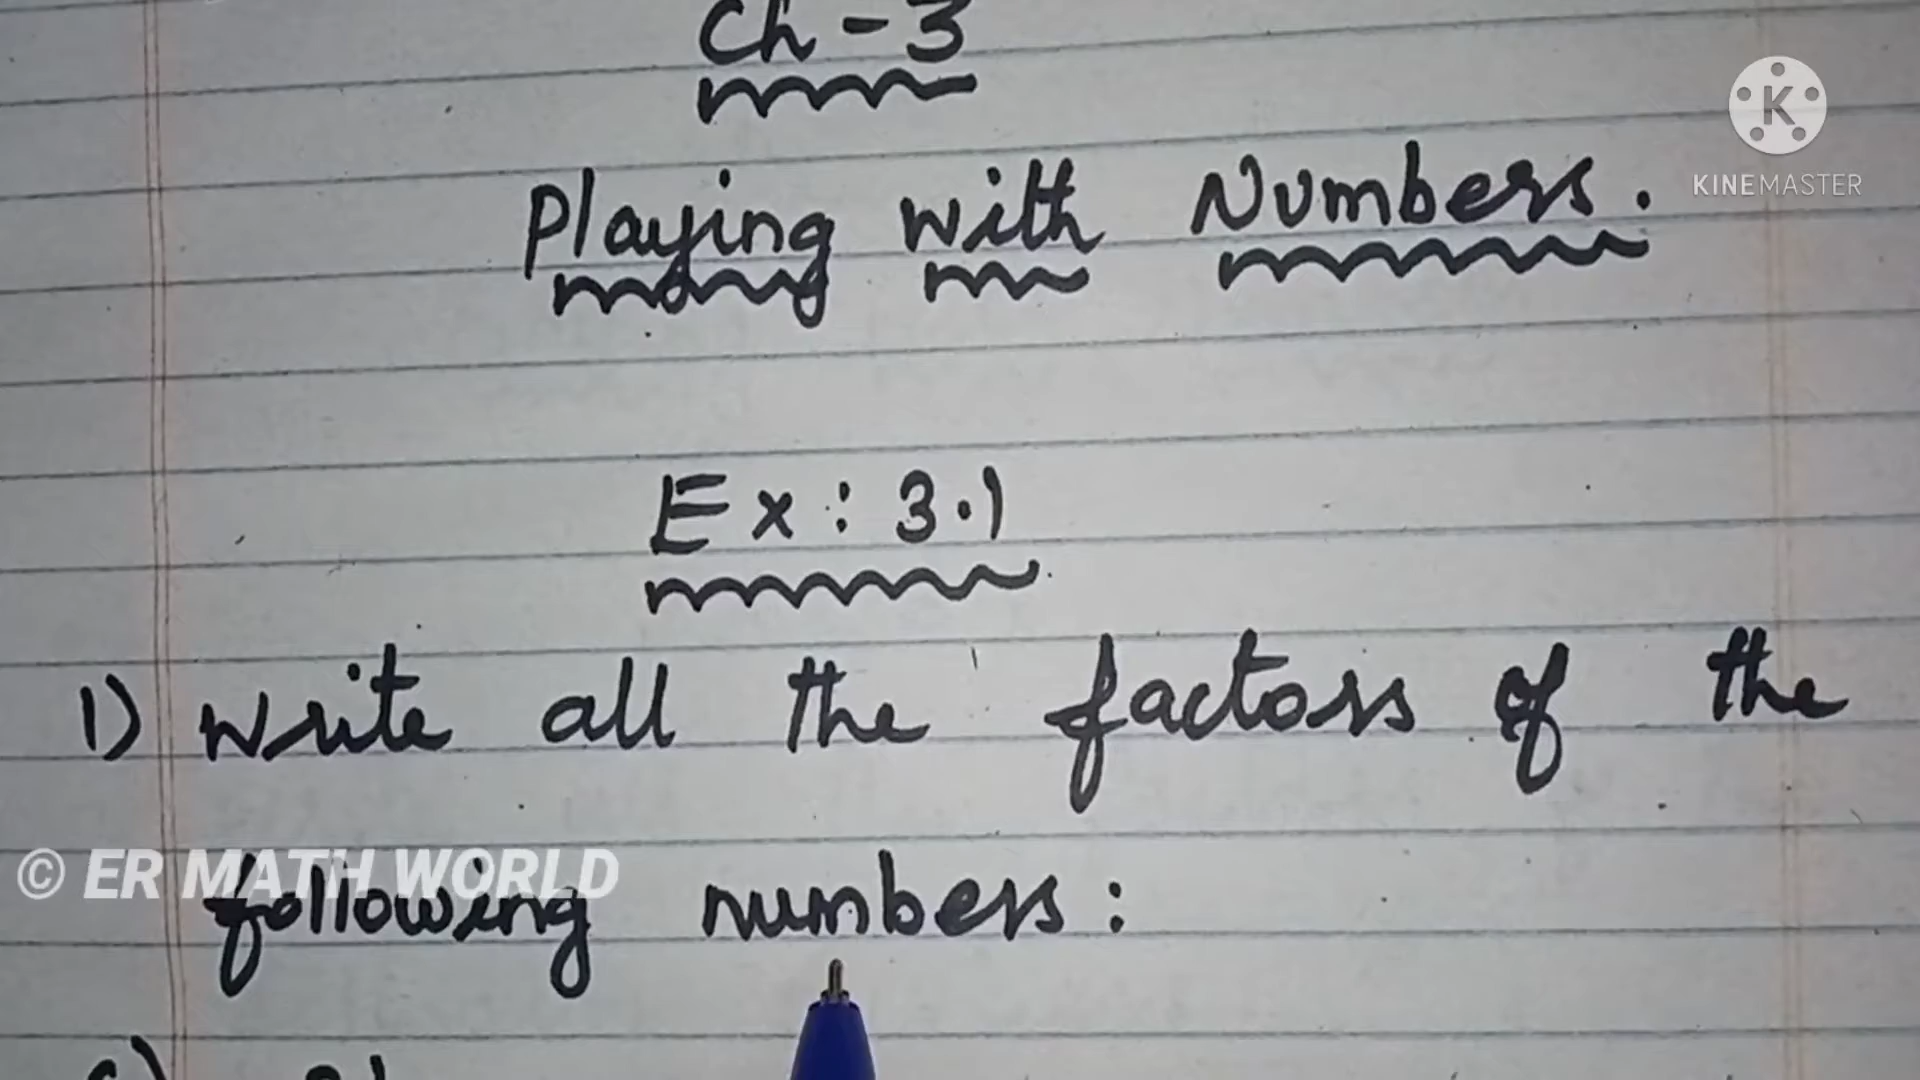 Ch-3
K
KINEMASTER
Playing with Numbers.
Ex: 3.1
1) Write all the factors of the
© ER MATH WORLD
following numbers: